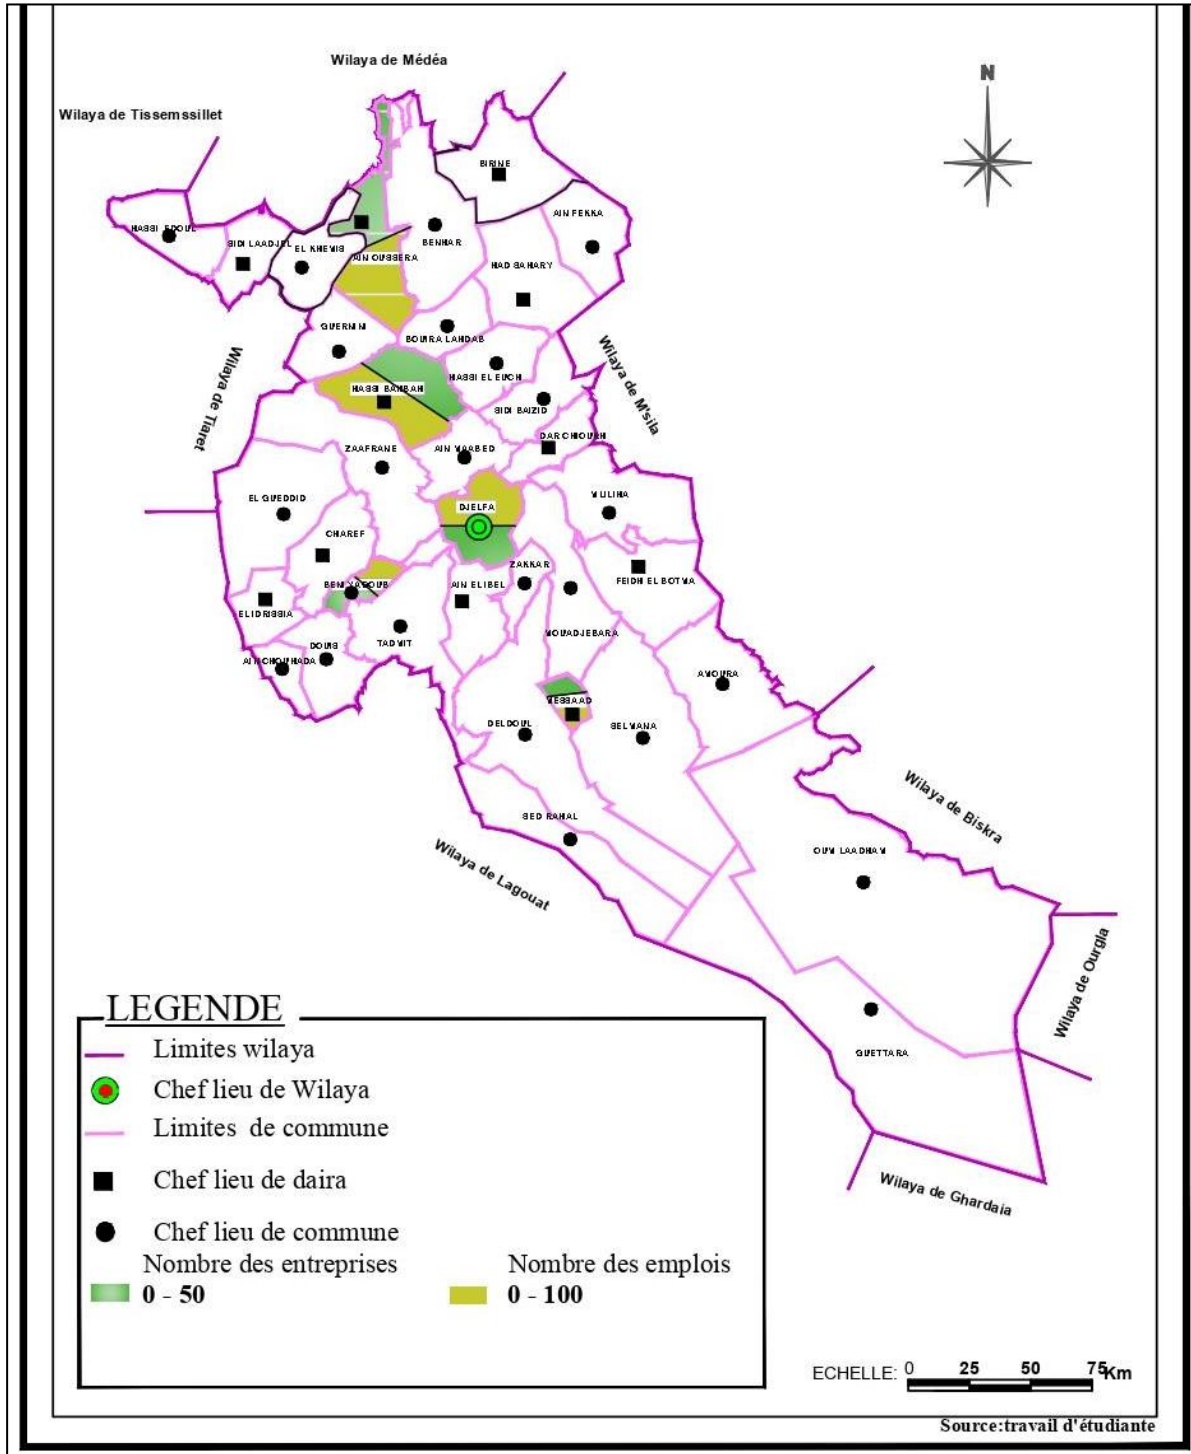 Wilaya de Médéa
Wilaya de Tissemssillet
N
BIRINE
AIN FEKKA
HASSI FDOUL
SIDI LAADJEL
EL KHEMIS
BENHAR
AIN OUSSERA
HAD SAHARY
GUERNINI
BOUIRA LAHDAB
HASSI EL EUCH
HASSI BAHBAH
SIDI BAIZID
Wilaya de Tiaret
Wilaya de M'sila
DAR CHIOUKH
ZAAFRANE
AIN MAABED
EL GUEDDID
DJELFA
MLILIHA
CHAREF
ZAKKAR
BENI YAGOUB
AIN ELIBEL
FEIDH EL BOTMA
EL IDRISSIA
MOUADJEBARA
DOUIS
TADMIT
AIN CHOUHADA
AMOURA
MESSAAD
DELDOUL
SELMANA
SED RAHAL
Wilaya de Biskra
OUM LAADHAM
Wilaya de Lagouat
Wilaya de Ourgla
GUETTARA
Wilaya de Ghardaia
LEGENDE
Limites wilaya
Chef lieu de Wilaya
Limites de commune
Chef lieu de daira
Chef lieu de commune
Nombre des entreprises
0 - 50
Nombre des emplois
0 - 100
ECHELLE: 0 25 50 75Km
Source:travail d'étudiante